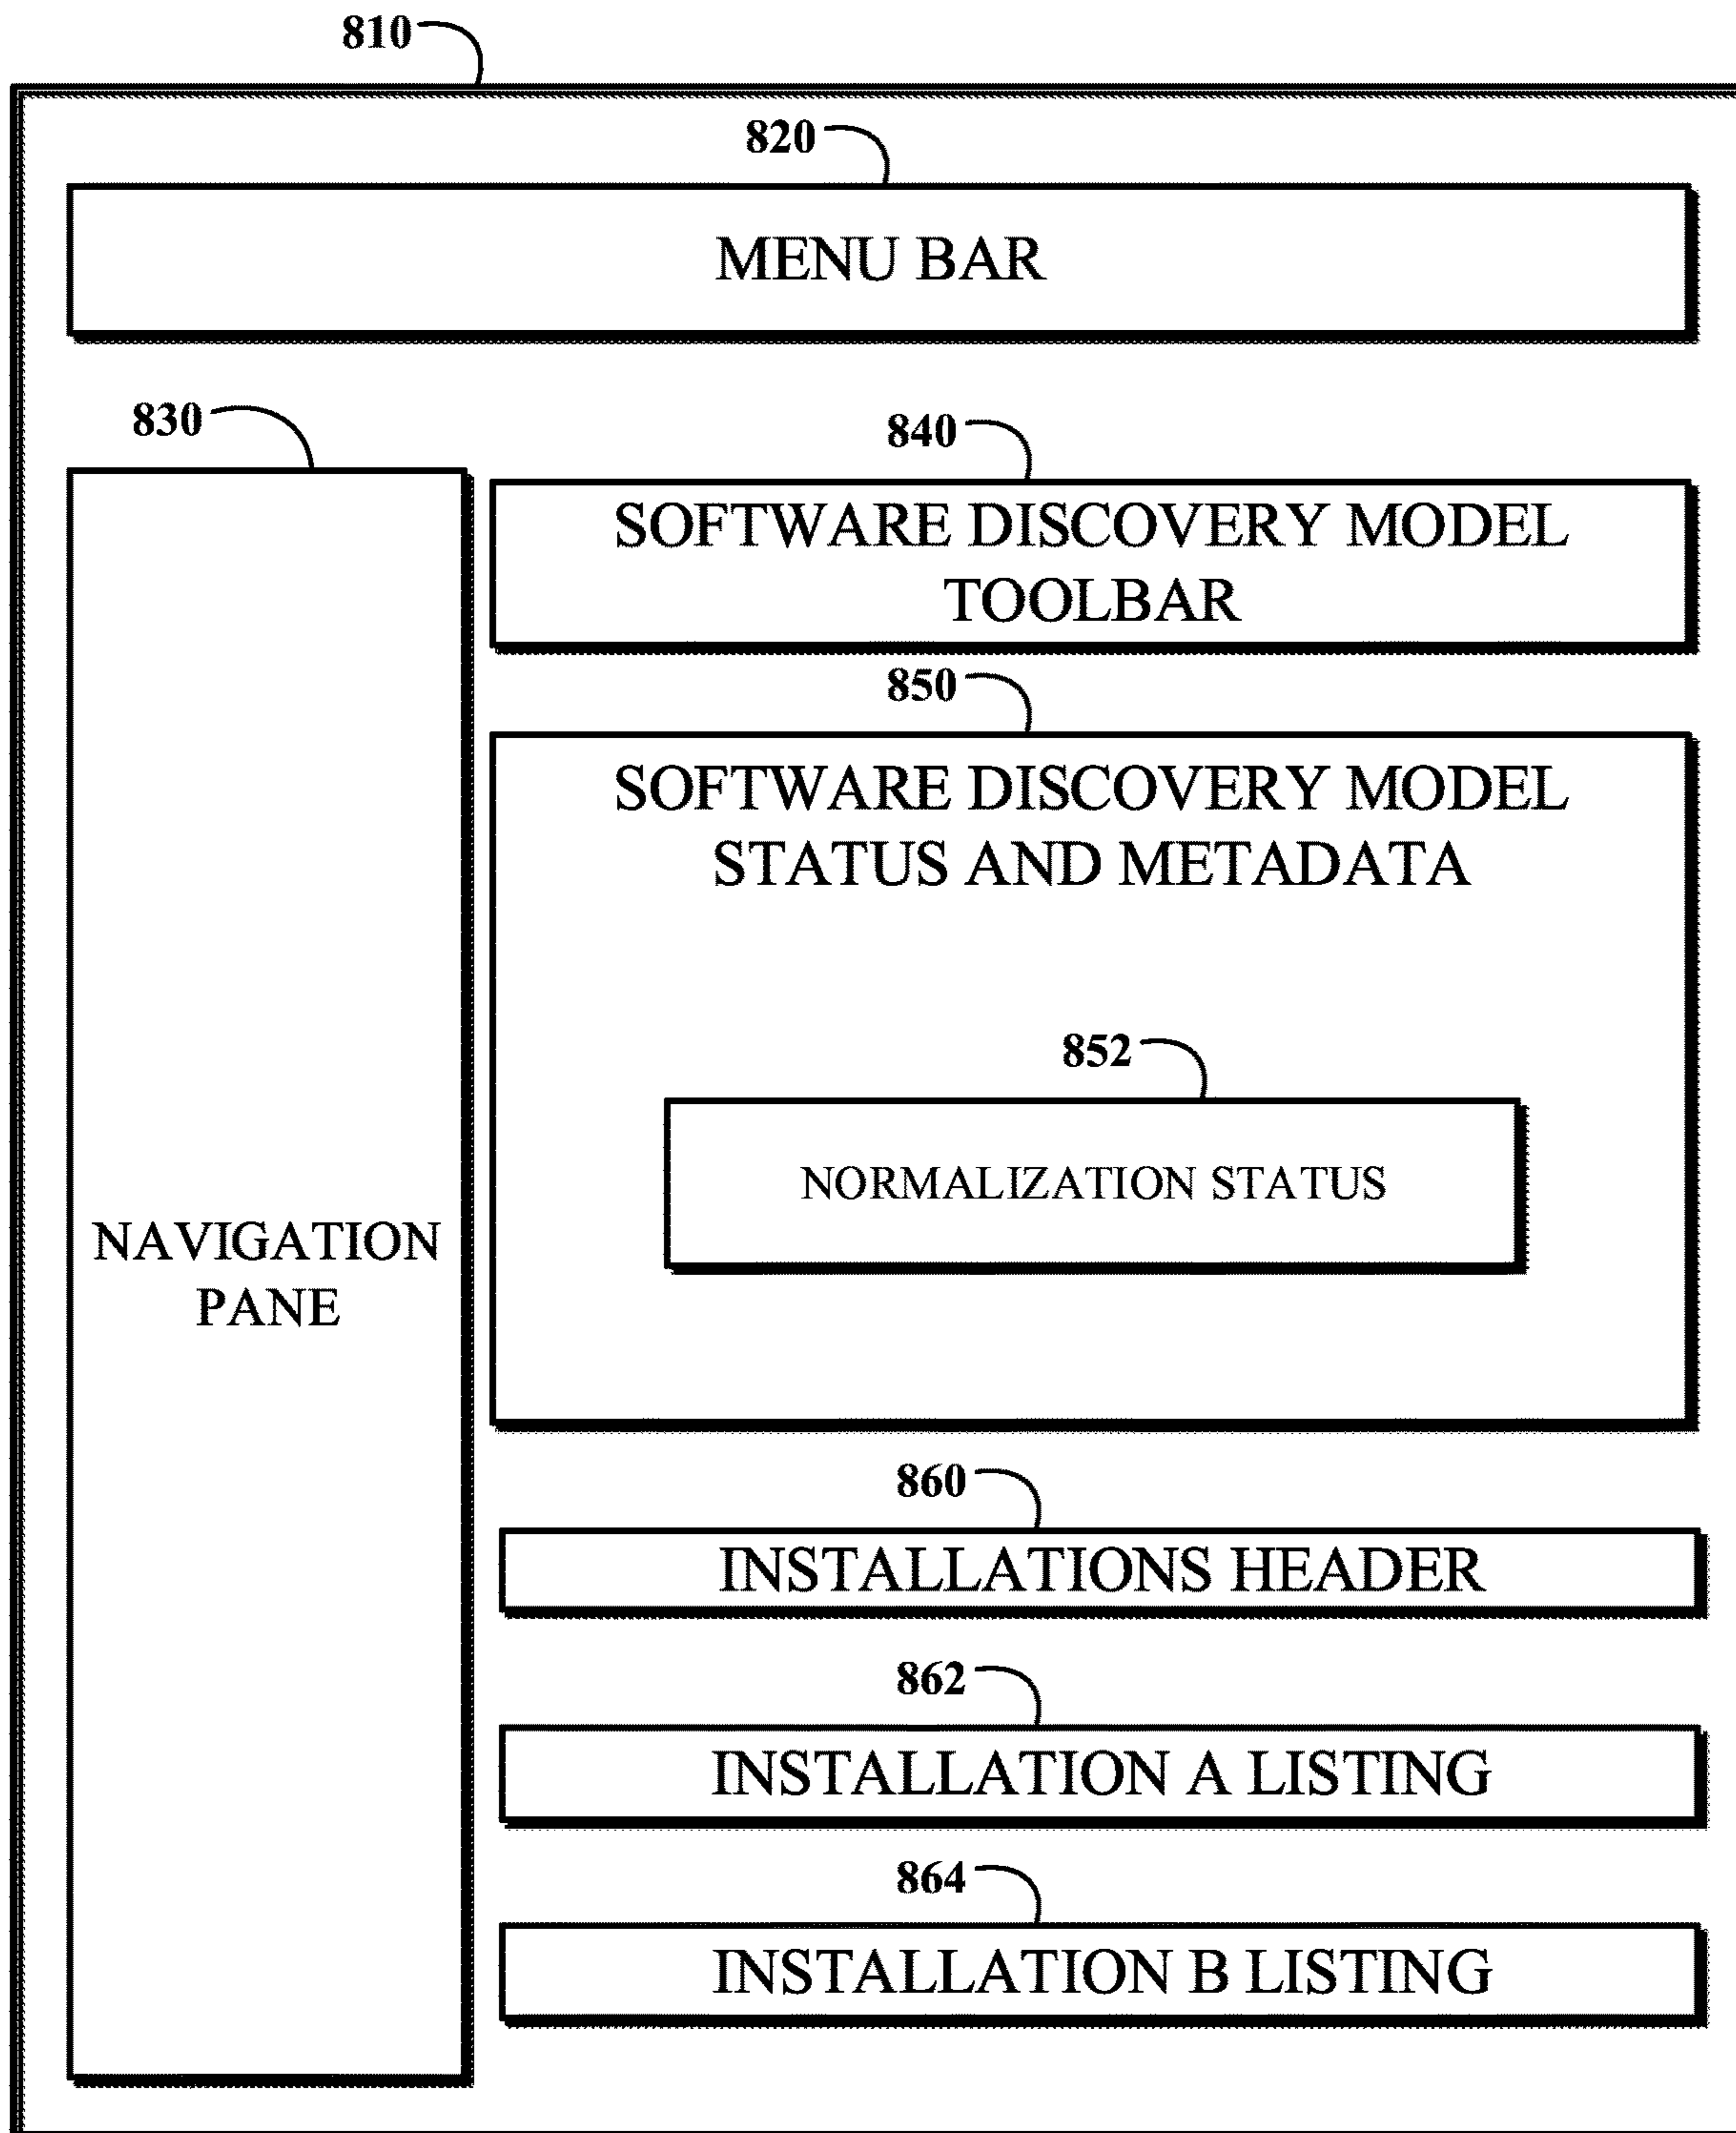 810
820
MENU BAR
830
NAVIGATION
PANE
840
SOFTWARE DISCOVERY MODEL
TOOLBAR
850
SOFTWARE DISCOVERY MODEL
STATUS AND METADATA
852
NORMALIZATION STATUS
860
INSTALLATIONS HEADER
862
INSTALLATION A LISTING
864
INSTALLATION B LISTING